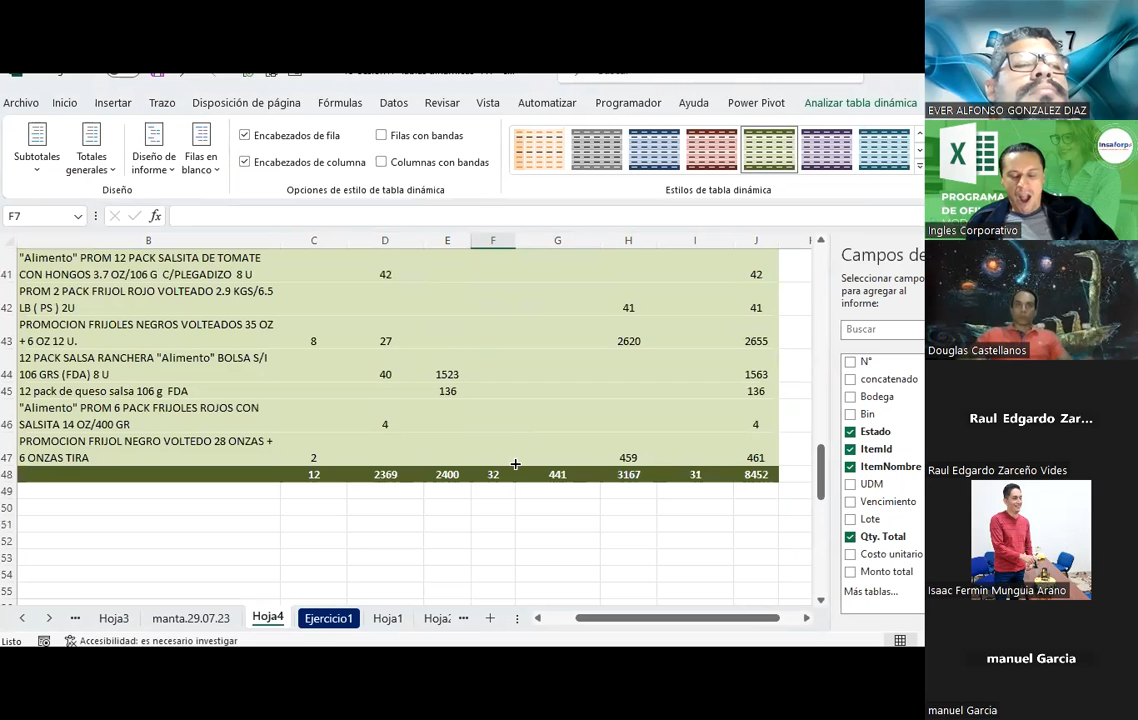 Archivo Inicio Insertar Trazo Disposición de página Fórmulas Datos Revisar Vista Automatizar Programador Ayuda Power Pivot Analizar tabla dinámica
Subtotales
Totales generales
Diseño de informe
Filas en blanco
Diseño
Encabezados de fila
Filas con bandas
Encabezados de columna
Columnas con bandas
Opciones de estilo de tabla dinámica
Estilos de tabla dinámica
F7
fx
B C D E F G H I J
"Alimento" PROM 12 PACK SALSITA DE TOMATE
41 CON HONGOS 3.7 OZ/106 G C/PLEGADIZO 8 U 42 42
PROM 2 PACK FRIJOL ROJO VOLTEADO 2.9 KGS/6.5
42 LB ( PS ) 2U 41 41
PROMOCION FRIJOLES NEGROS VOLTEADOS 35 OZ
43 + 6 OZ 12 U. 8 27 2620 2655
12 PACK SALSA RANCHERA "Alimento" BOLSA S/I
44 106 GRS (FDA) 8 U 40 1523 1563
45 12 pack de queso salsa 106 g FDA 136 136
"Alimento" PROM 6 PACK FRIJOLES ROJOS CON
46 SALSITA 14 OZ/400 GR 4 4
PROMOCION FRIJOL NEGRO VOLTEDO 28 ONZAS +
47 6 ONZAS TIRA 2 459 461
48 12 2369 2400 32 441 3167 31 8452
49
50
51
52
53
54
55
Campos de
Seleccionar campo
para agregar al
informe:
Buscar
N°
concatenado
Bodega
Bin
Estado
ItemId
ItemNombre
UDM
Vencimiento
Lote
Qty. Total
Costo unitario
Monto total
Más tablas...
Hoja3 manta.29.07.23 Hoja4 Ejercicio1 Hoja1 Hoja2
Listo Accesibilidad: es necesario investigar
7
EVER ALFONSO GONZALEZ DIAZ
X
insaforp
PROGRAMA
DE OFI
Ingles Corporativo
Douglas Castellanos
Raul Edgardo Zar...
Raul Edgardo Zarceño Vides
Isaac Fermin Munguia Arano
manuel Garcia
manuel Garcia